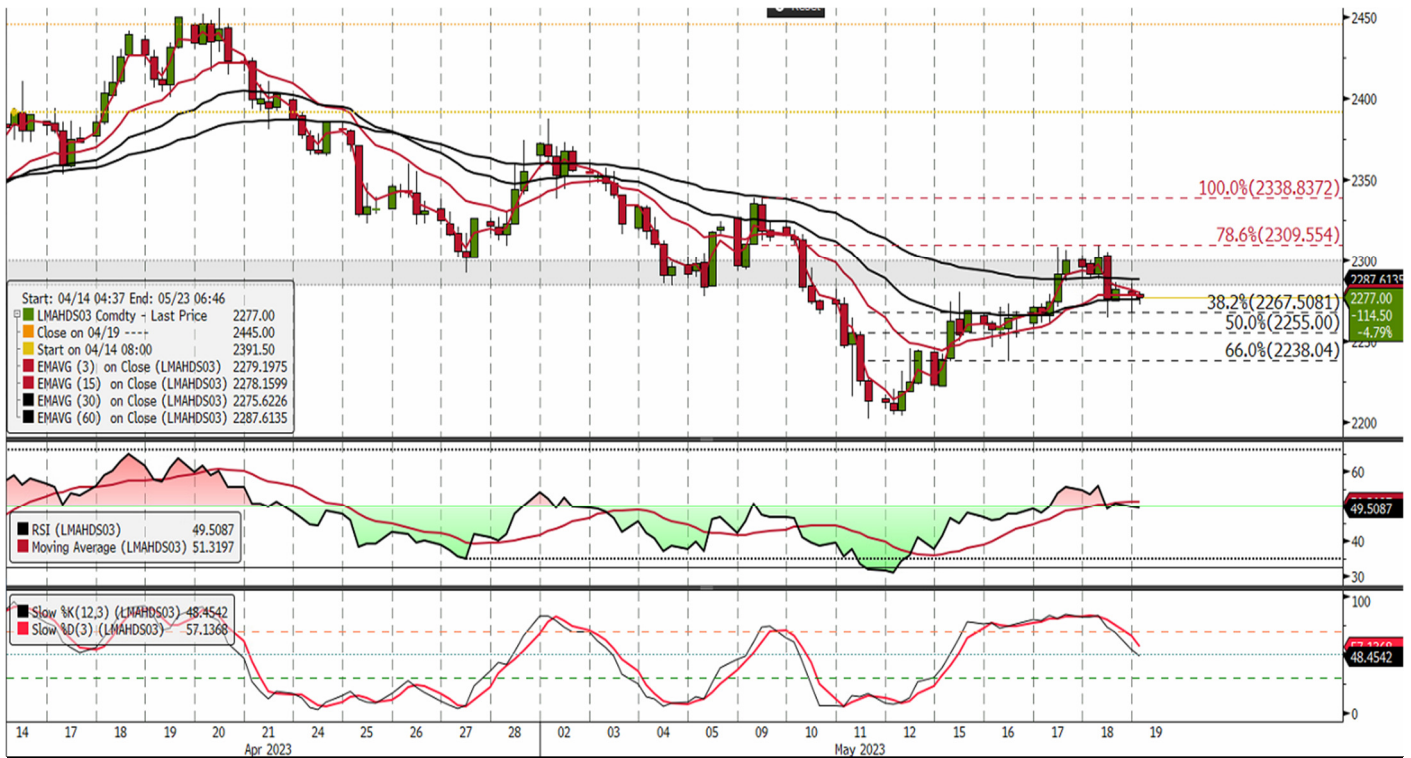 Reset
2450
2400
2350
100.0%(2338.8372)
78.6%(2309.554)
2300
2287.6135
38.2%(2267.5081)
2277.00
-114.50
-4.79%
50.0%(2255.00)
2250
66.0%(2238.04)
2200
Start: 04/14 04:37 End: 05/23 06:46
LMAHDS03 Comdty - Last Price 2277.00
Close on 04/19 ---- 2445.00
Start on 04/14 08:00 2391.50
EMAVG (3) on Close (LMAHDS03) 2279.1975
EMAVG (15) on Close (LMAHDS03) 2278.1599
EMAVG (30) on Close (LMAHDS03) 2275.6226
EMAVG (60) on Close (LMAHDS03) 2287.6135
60
49.5087
40
30
RSI (LMAHDS03) 49.5087
Moving Average (LMAHDS03) 51.3197
Slow %K(12,3) (LMAHDS03) 48.4542
Slow %D(3) (LMAHDS03) 57.1368
100
57.1368
48.4542
0
14 17 18 19 20 21 24 25 26 27 28 02 03 04 05 09 10 11 12 15 16 17 18 19
Apr 2023 May 2023